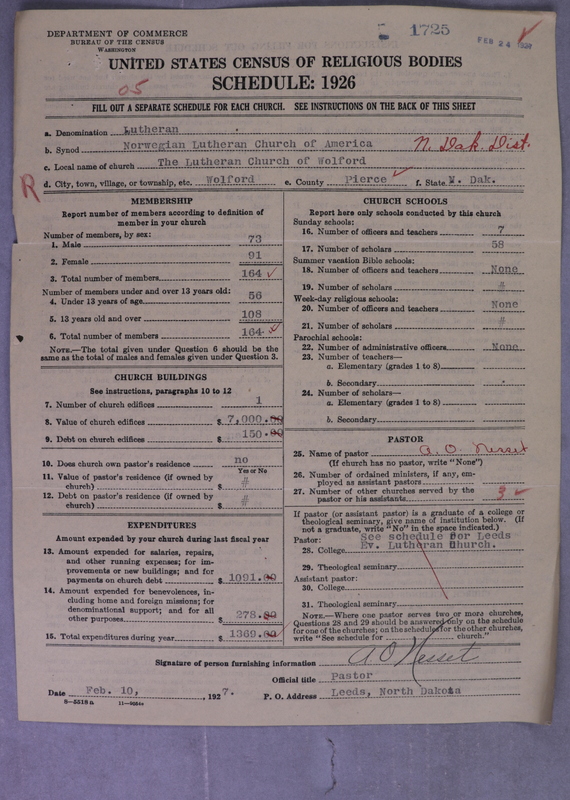 DEPARTMENT OF COMMERCE
BUREAU OF THE CENSUS
WASHINGTON
1725
FEB 24
UNITED STATES CENSUS OF RELIGIOUS BODIES
SCHEDULE: 1926
05
FILL OUT A SEPARATE SCHEDULE FOR EACH CHURCH. SEE INSTRUCTIONS ON THE BACK OF THIS SHEET
a. Denomination Lutheran
b. Synod Norwegian Lutheran Church of America N. Dak. Dist.
c. Local name of church The Lutheran Church of Wolford
R d. City, town, village, or township, etc. Wolford e. County Pierce f. State N. Dak.
MEMBERSHIP
Report number of members according to definition of
member in your church
Number of members, by sex:
1. Male 73
2. Female 91
3. Total number of members 164
Number of members under and over 13 years old:
4. Under 13 years of age 56
5. 13 years old and over 108
6. Total number of members 164
NOTE.—The total given under Question 6 should be the
same as the total of males and females given under Question 3.
CHURCH BUILDINGS
See instructions, paragraphs 10 to 12
7. Number of church edifices 1
8. Value of church edifices $ 7,000.00
9. Debt on church edifices $ 150.00
10. Does church own pastor's residence no
Yes or No
11. Value of pastor's residence (if owned by
church) $ #
12. Debt on pastor's residence (if owned by
church) $ #
EXPENDITURES
Amount expended by your church during last fiscal year
13. Amount expended for salaries, repairs,
and other running expenses; for im-
provements or new buildings; and for
payments on church debt $ 1091.00
14. Amount expended for benevolences, in-
cluding home and foreign missions; for
denominational support; and for all
other purposes $ 278.00
15. Total expenditures during year $ 1369.00
CHURCH SCHOOLS
Report here only schools conducted by this church
Sunday schools:
16. Number of officers and teachers 7
17. Number of scholars 58
Summer vacation Bible schools:
18. Number of officers and teachers None
19. Number of scholars #
Week-day religious schools:
20. Number of officers and teachers None
21. Number of scholars #
Parochial schools:
22. Number of administrative officers None
23. Number of teachers—
a. Elementary (grades 1 to 8)
b. Secondary
24. Number of scholars—
a. Elementary (grades 1 to 8)
b. Secondary
PASTOR
25. Name of pastor A. O. Nesset
(If church has no pastor, write "None")
26. Number of ordained ministers, if any, em-
ployed as assistant pastors
27. Number of other churches served by the
pastor or his assistants 3
If pastor (or assistant pastor) is a graduate of a college or
theological seminary, give name of institution below. (If
not a graduate, write "No" in the space indicated.)
Pastor: See schedule for Leeds
28. College Ev. Lutheran Church.
29. Theological seminary
Assistant pastor:
30. College
31. Theological seminary
NOTE.—Where one pastor serves two or more churches,
Questions 28 and 29 should be answered only on the schedule
for one of the churches; on the schedules for the other churches,
write "See schedule for church."
Signature of person furnishing information A O Nesset
Official title Pastor
Date Feb. 10, 1927. P. O. Address Leeds, North Dakota
8—5518a